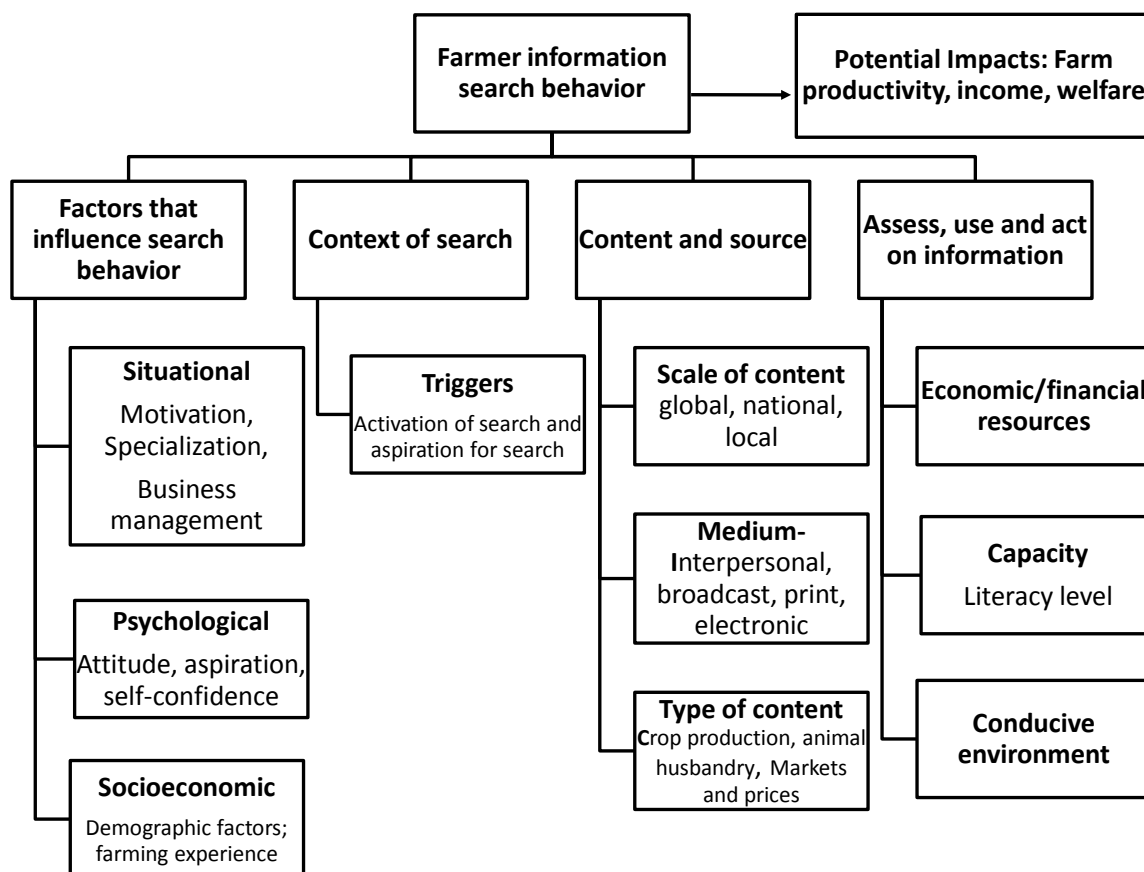 Farmer information
search behavior
Potential Impacts: Farm
productivity, income, welfare
Factors that
influence search
behavior
Context of search
Content and source
Assess, use and act
on information
Situational
Motivation,
Specialization,
Business
management
Psychological
Attitude, aspiration,
self-confidence
Socioeconomic
Demographic factors;
farming experience
Triggers
Activation of search and
aspiration for search
Scale of content
global, national,
local
Medium-
Interpersonal,
broadcast, print,
electronic
Type of content
Crop production, animal
husbandry, Markets
and prices
Economic/financial
resources
Capacity
Literacy level
Conducive
environment